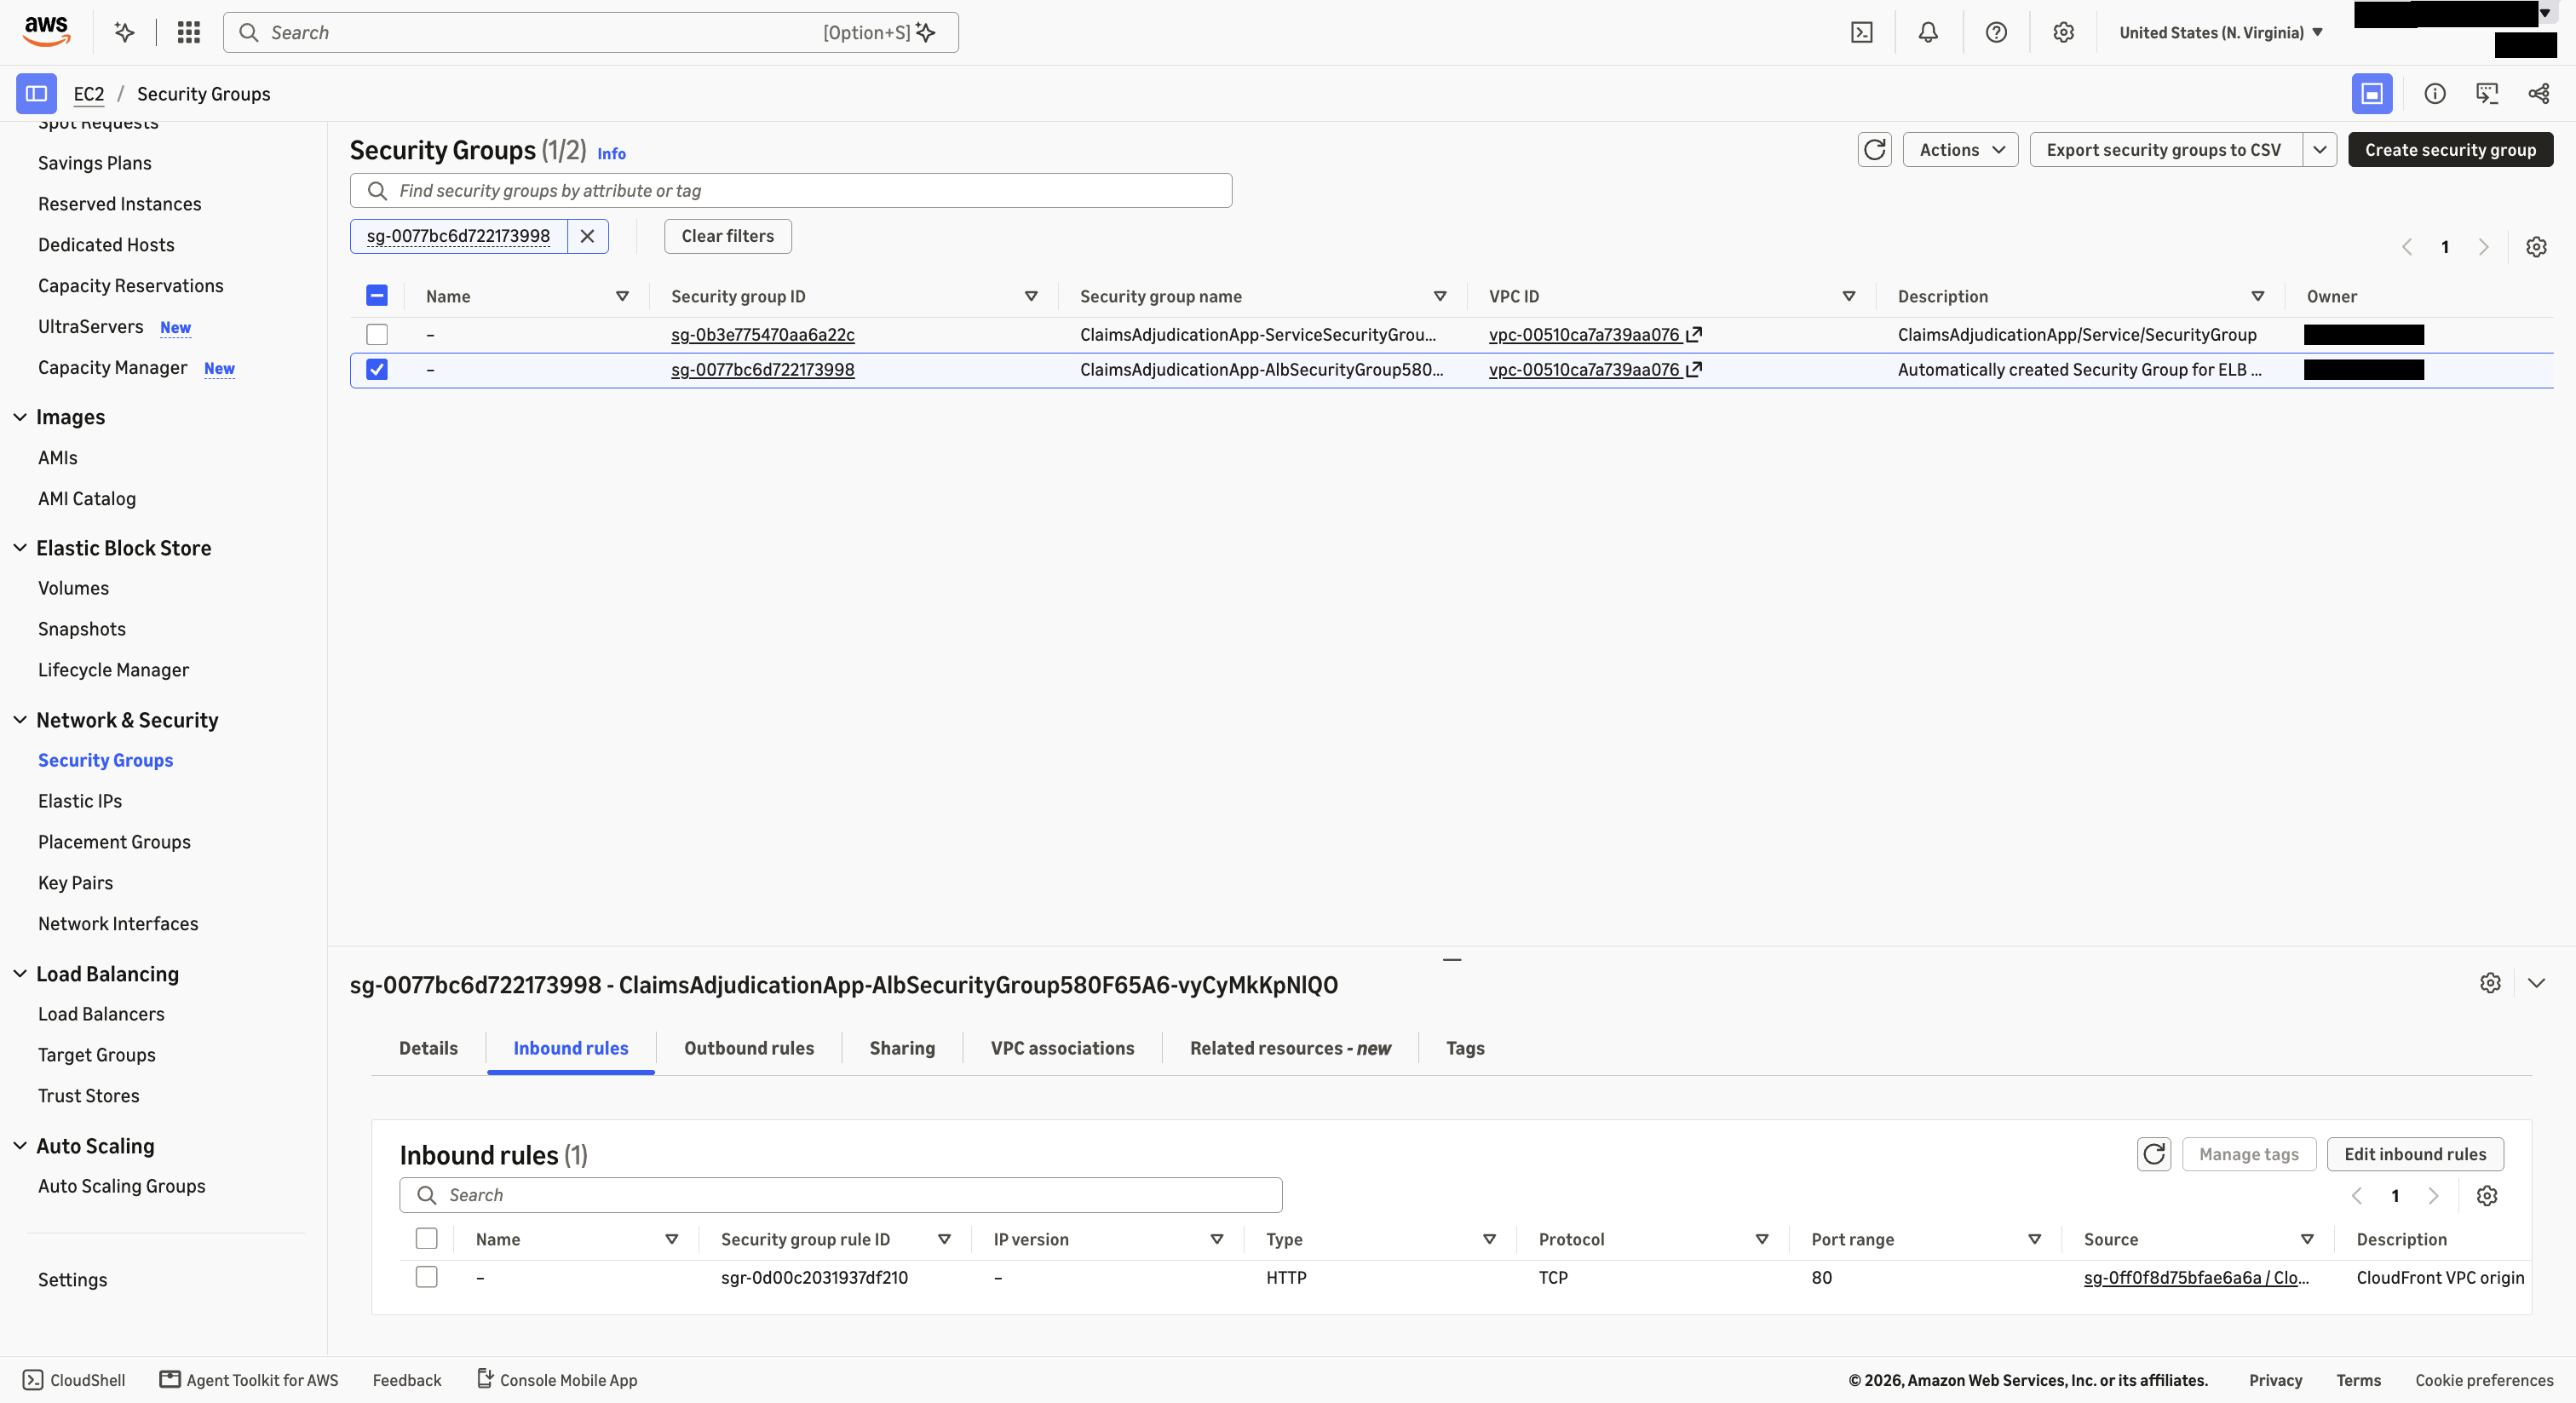 aws
Search [Option+S]
United States (N. Virginia)
EC2 / Security Groups
Spot Requests
Savings Plans
Reserved Instances
Dedicated Hosts
Capacity Reservations
UltraServers New
Capacity Manager New
Images
AMIs
AMI Catalog
Elastic Block Store
Volumes
Snapshots
Lifecycle Manager
Network & Security
Security Groups
Elastic IPs
Placement Groups
Key Pairs
Network Interfaces
Load Balancing
Load Balancers
Target Groups
Trust Stores
Auto Scaling
Auto Scaling Groups
Settings
Security Groups (1/2) Info
Actions
Export security groups to CSV
Create security group
Find security groups by attribute or tag
sg-0077bc6d722173998
Clear filters
1
Name Security group ID Security group name VPC ID Description Owner
– sg-0b3e775470aa6a22c ClaimsAdjudicationApp-ServiceSecurityGrou... vpc-00510ca7a739aa076 ClaimsAdjudicationApp/Service/SecurityGroup
– sg-0077bc6d722173998 ClaimsAdjudicationApp-AlbSecurityGroup580... vpc-00510ca7a739aa076 Automatically created Security Group for ELB ...
sg-0077bc6d722173998 - ClaimsAdjudicationApp-AlbSecurityGroup580F65A6-vyCyMkKpNlQO
Details Inbound rules Outbound rules Sharing VPC associations Related resources - new Tags
Inbound rules (1)
Manage tags
Edit inbound rules
Search
1
Name Security group rule ID IP version Type Protocol Port range Source Description
– sgr-0d00c2031937df210 – HTTP TCP 80 sg-0ff0f8d75bfae6a6a / Clo... CloudFront VPC origin
CloudShell Agent Toolkit for AWS Feedback Console Mobile App
© 2026, Amazon Web Services, Inc. or its affiliates. Privacy Terms Cookie preferences